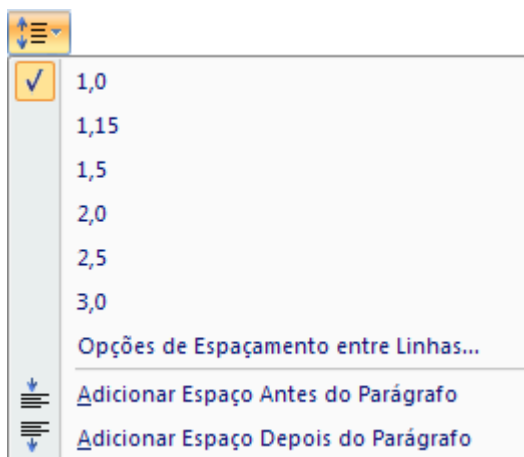 1,0
1,15
1,5
2,0
2,5
3,0
Opções de Espaçamento entre Linhas...
Adicionar Espaço Antes do Parágrafo
Adicionar Espaço Depois do Parágrafo